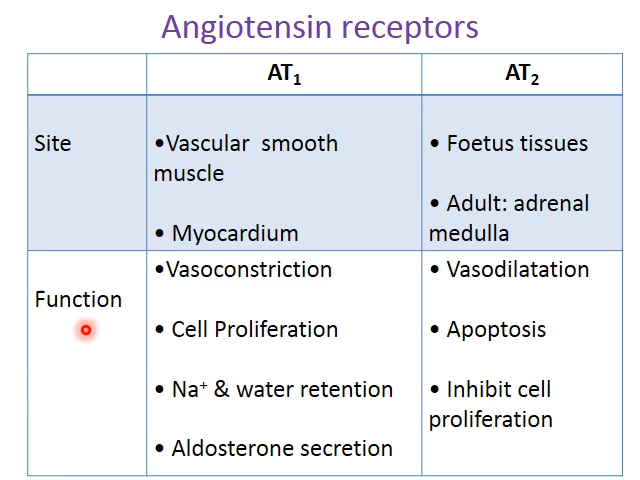 Angiotensin receptors
AT₁ AT₂
Site
•Vascular smooth
muscle
• Myocardium
• Foetus tissues
• Adult: adrenal
medulla
Function
•Vasoconstriction
• Cell Proliferation
• Na⁺ & water retention
• Aldosterone secretion
• Vasodilatation
• Apoptosis
• Inhibit cell
proliferation